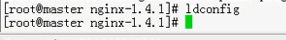 [root@master nginx-1.4.1]# ldconfig
[root@master nginx-1.4.1]#